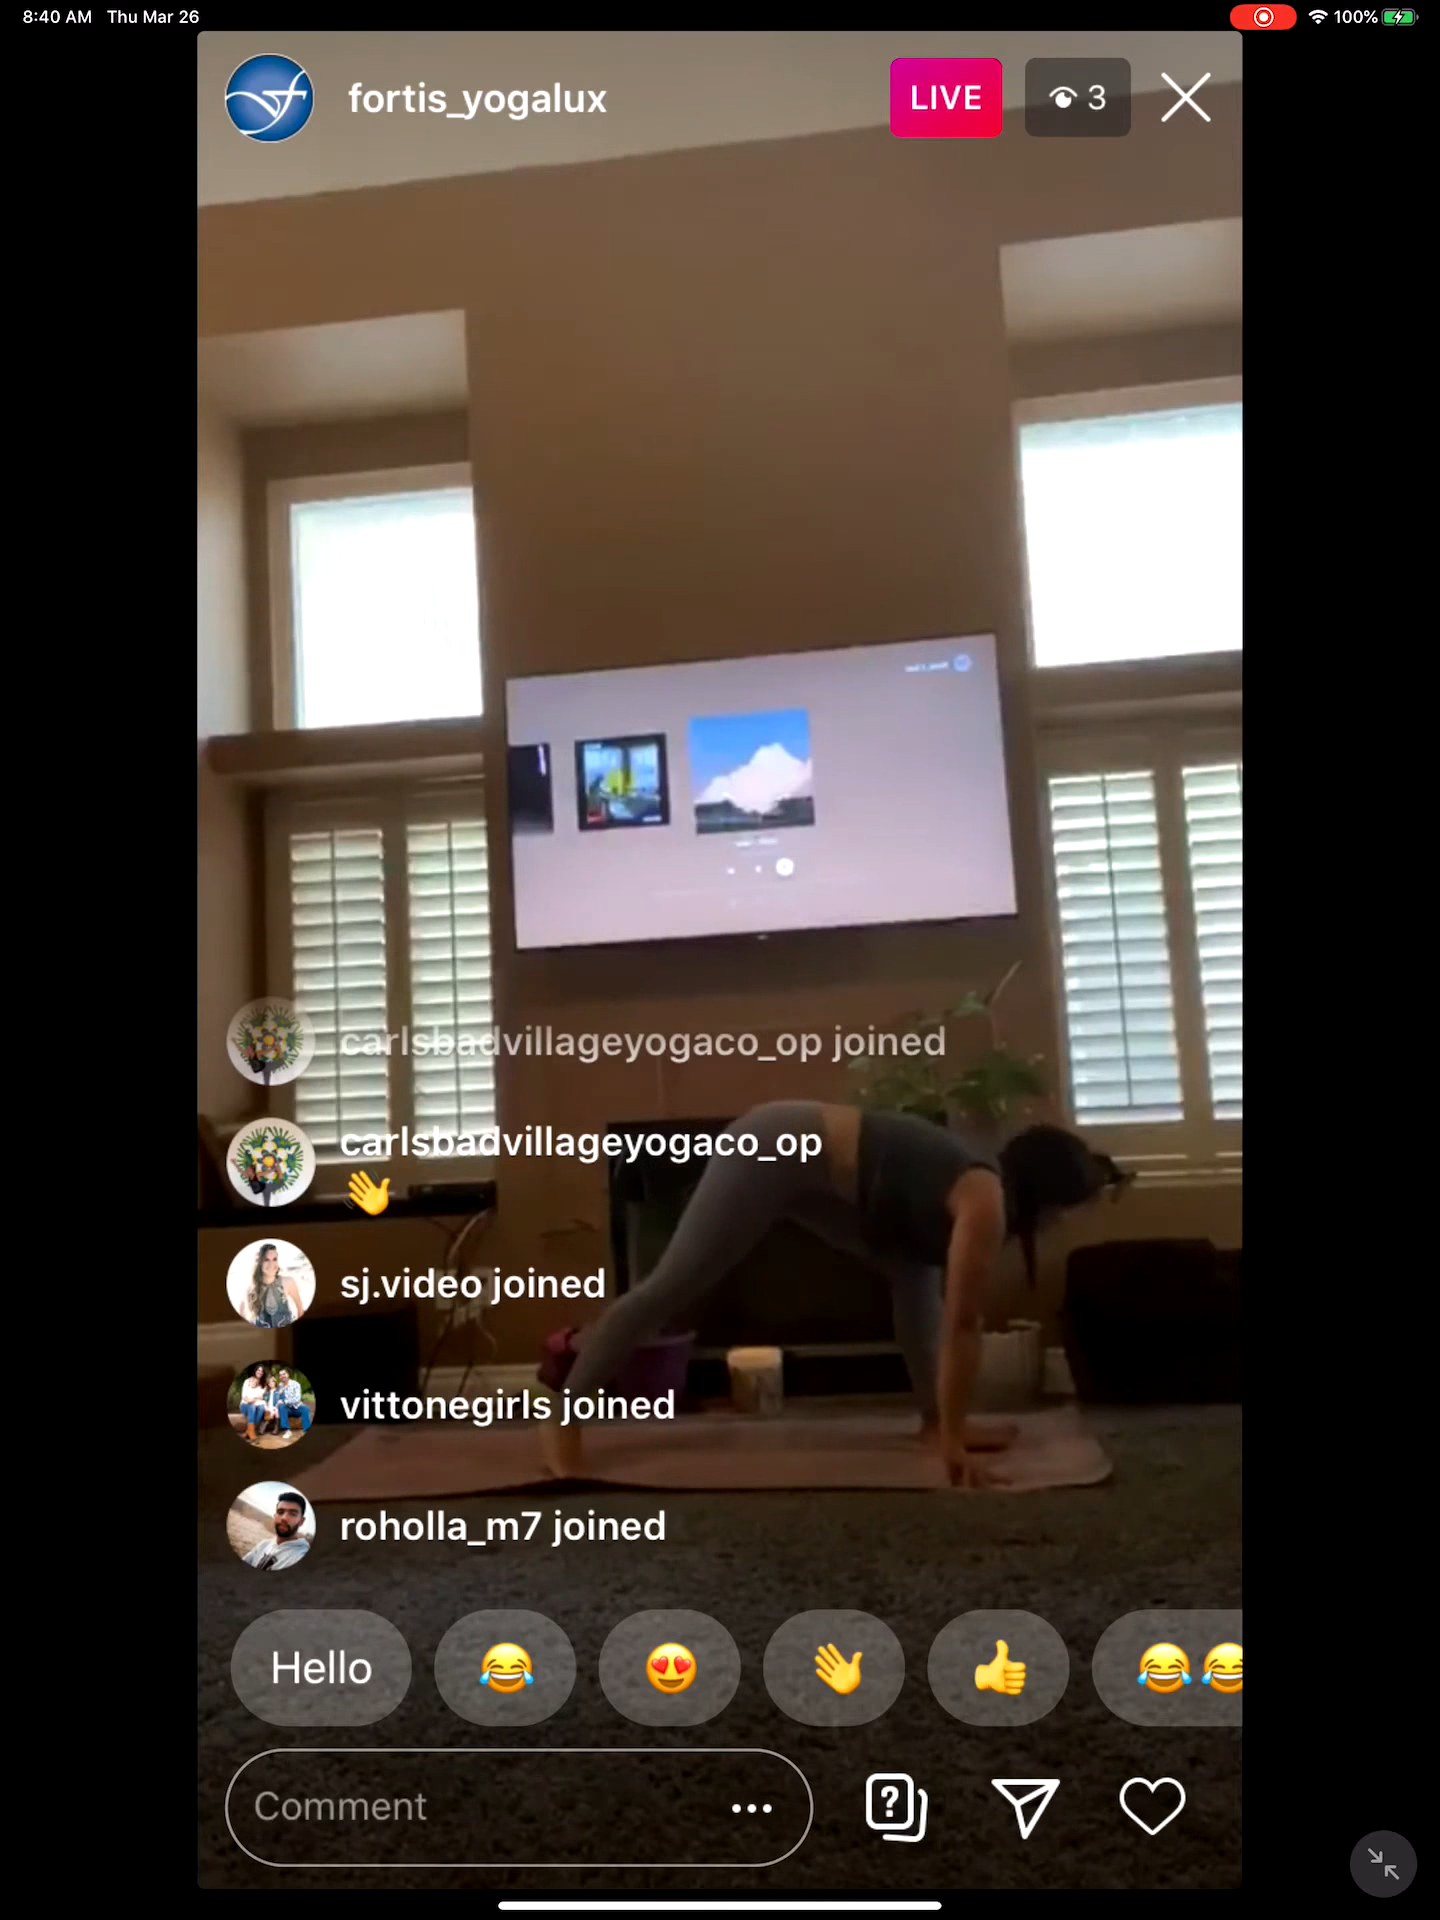 8:40 AM Thu Mar 26
100%
fortis_yogalux
LIVE
3
carlsbadvillageyogaco_op joined
carlsbadvillageyogaco_op
👋
sj.video joined
vittonegirls joined
roholla_m7 joined
Hello 😂 😍 👋 👍 😂😂
Comment